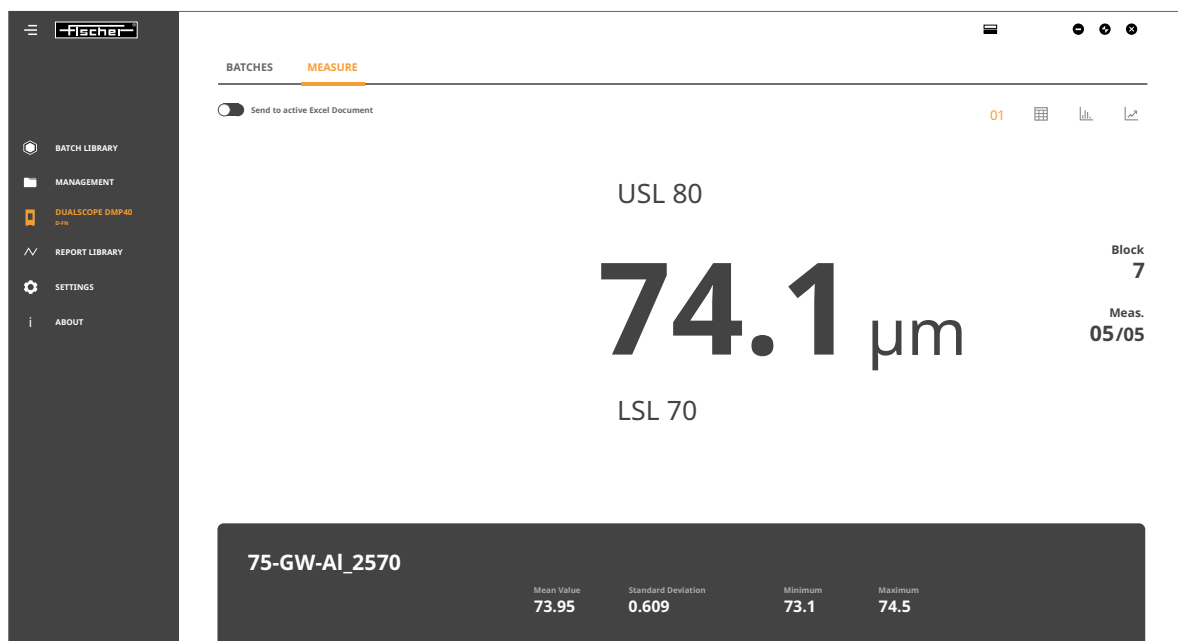 Fischer
BATCHES MEASURE
Send to active Excel Document
01
BATCH LIBRARY
MANAGEMENT
DUALSCOPE DMP40
D-FN
REPORT LIBRARY
SETTINGS
i ABOUT
USL 80
74.1 µm
LSL 70
Block
7
Meas.
05/05
75-GW-Al_2570
Mean Value Standard Deviation Minimum Maximum
73.95 0.609 73.1 74.5